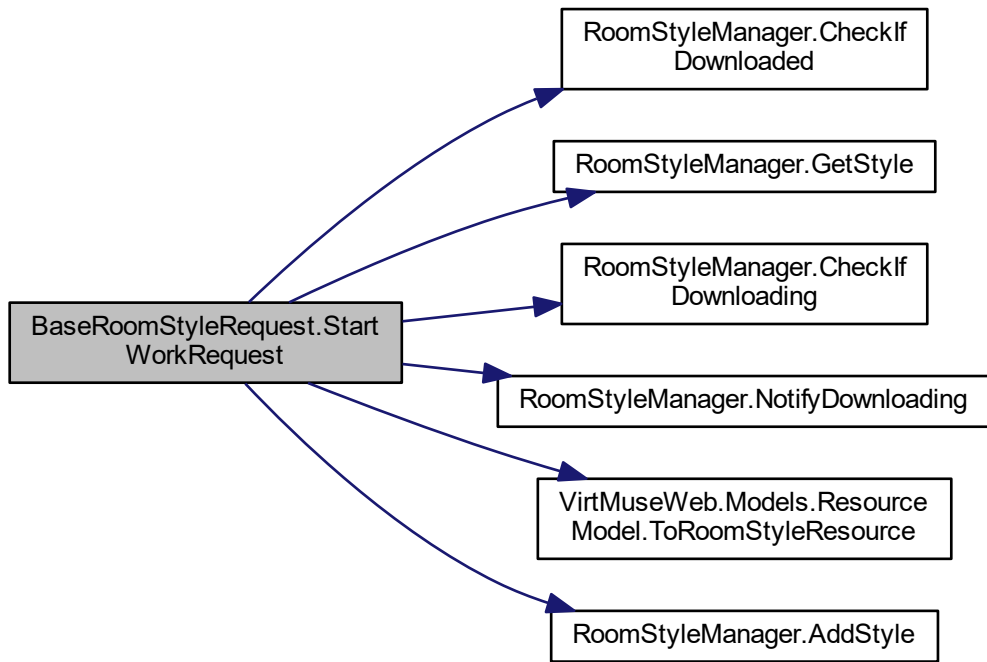 RoomStyleManager.CheckIf
Downloaded
RoomStyleManager.GetStyle
RoomStyleManager.CheckIf
Downloading
BaseRoomStyleRequest.Start
WorkRequest
RoomStyleManager.NotifyDownloading
VirtMuseWeb.Models.Resource
Model.ToRoomStyleResource
RoomStyleManager.AddStyle